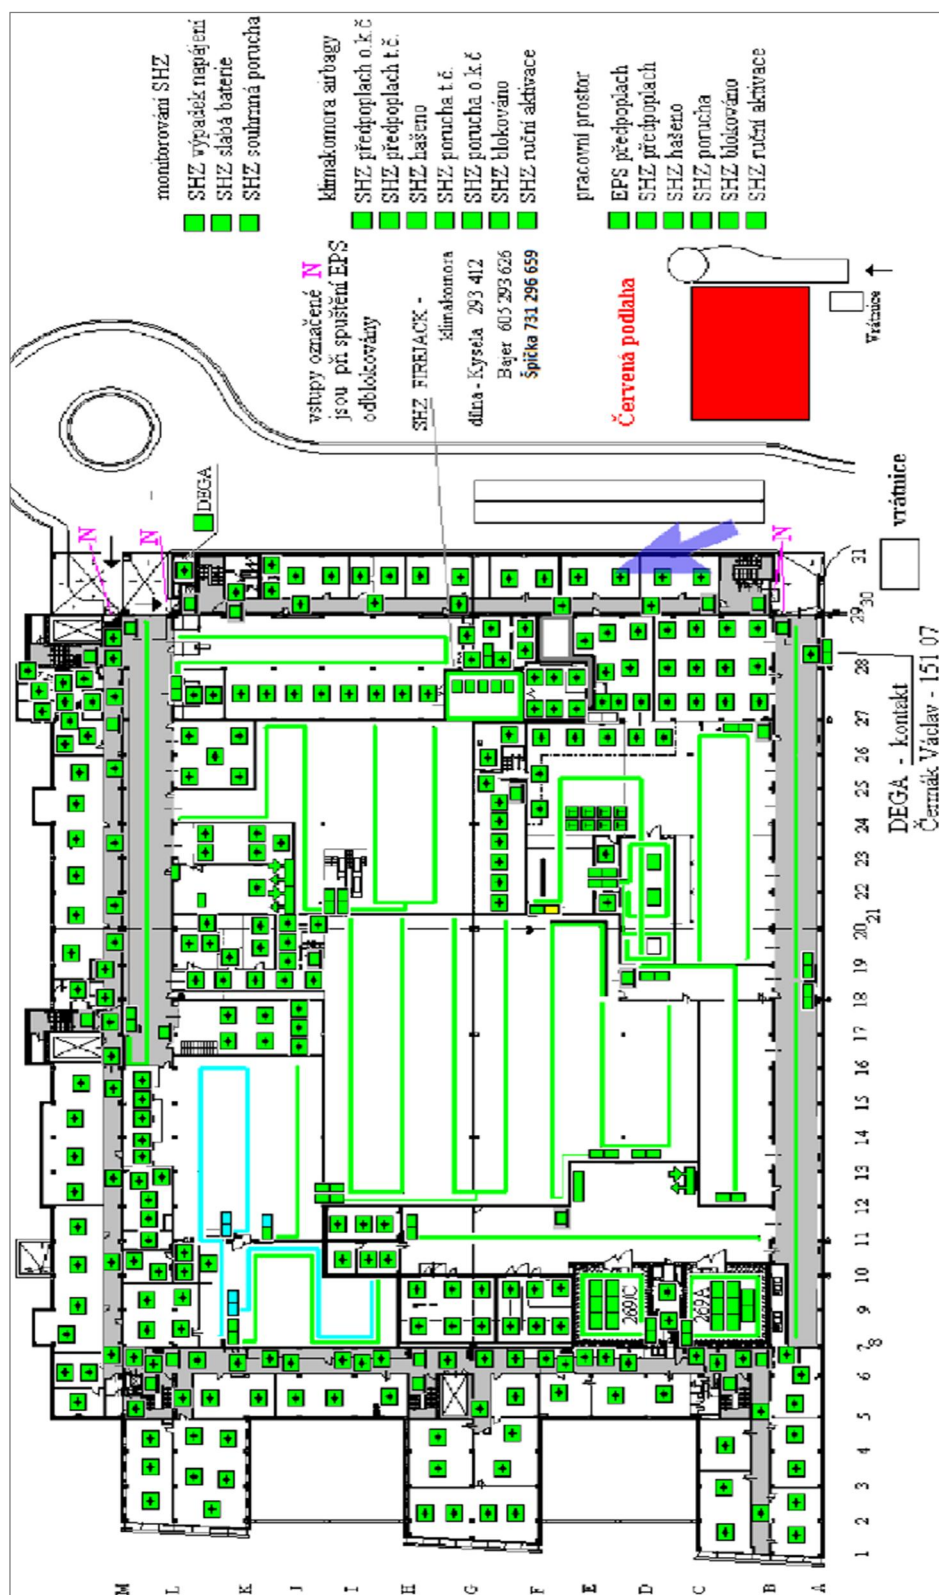 monitorování SHZ
SHZ výpadek napájení
SHZ slabá baterie
SHZ souhrnná porucha
klimakomora airbagy
SHZ předpoplach o.k.č
SHZ předpoplach t.č.
SHZ hašeno
SHZ porucha t.č.
SHZ porucha o.k.č
SHZ blokováno
SHZ ruční aktivace
pracovní prostor
EPS předpoplach
SHZ předpoplach
SHZ hašeno
SHZ porucha
SHZ blokováno
SHZ ruční aktivace
vstupy označené N
jsou při spuštění EPS
odblokovány
SHZ FIREJACK -
klimakomora
dílna - Kysela 293 412
Bajer 605 293 626
Špička 731 296 659
Červená podlaha
Vrátnice
DEGA
N
N
N
vrátnice
DEGA - kontakt
Čermák Václav - 151 07
269/C
269A
31
30
29
28
27
26
25
24
23
22
21
20
19
18
17
16
15
14
13
12
11
10
9
8
7
6
5
4
3
2
1
M
L
K
J
I
H
G
F
E
D
C
B
A